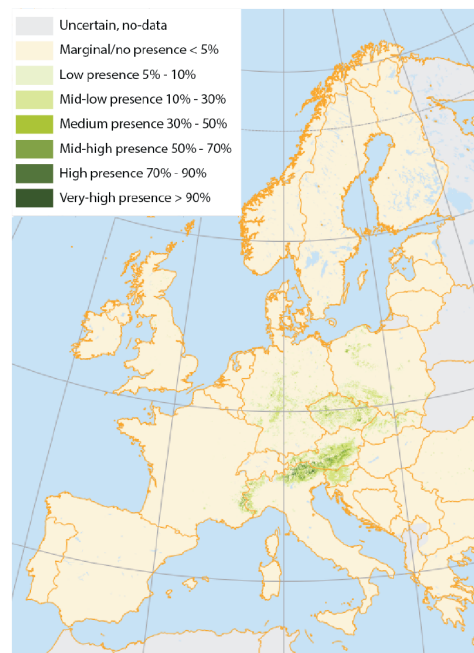 Uncertain, no-data
Marginal/no presence < 5%
Low presence 5% - 10%
Mid-low presence 10% - 30%
Medium presence 30% - 50%
Mid-high presence 50% - 70%
High presence 70% - 90%
Very-high presence > 90%